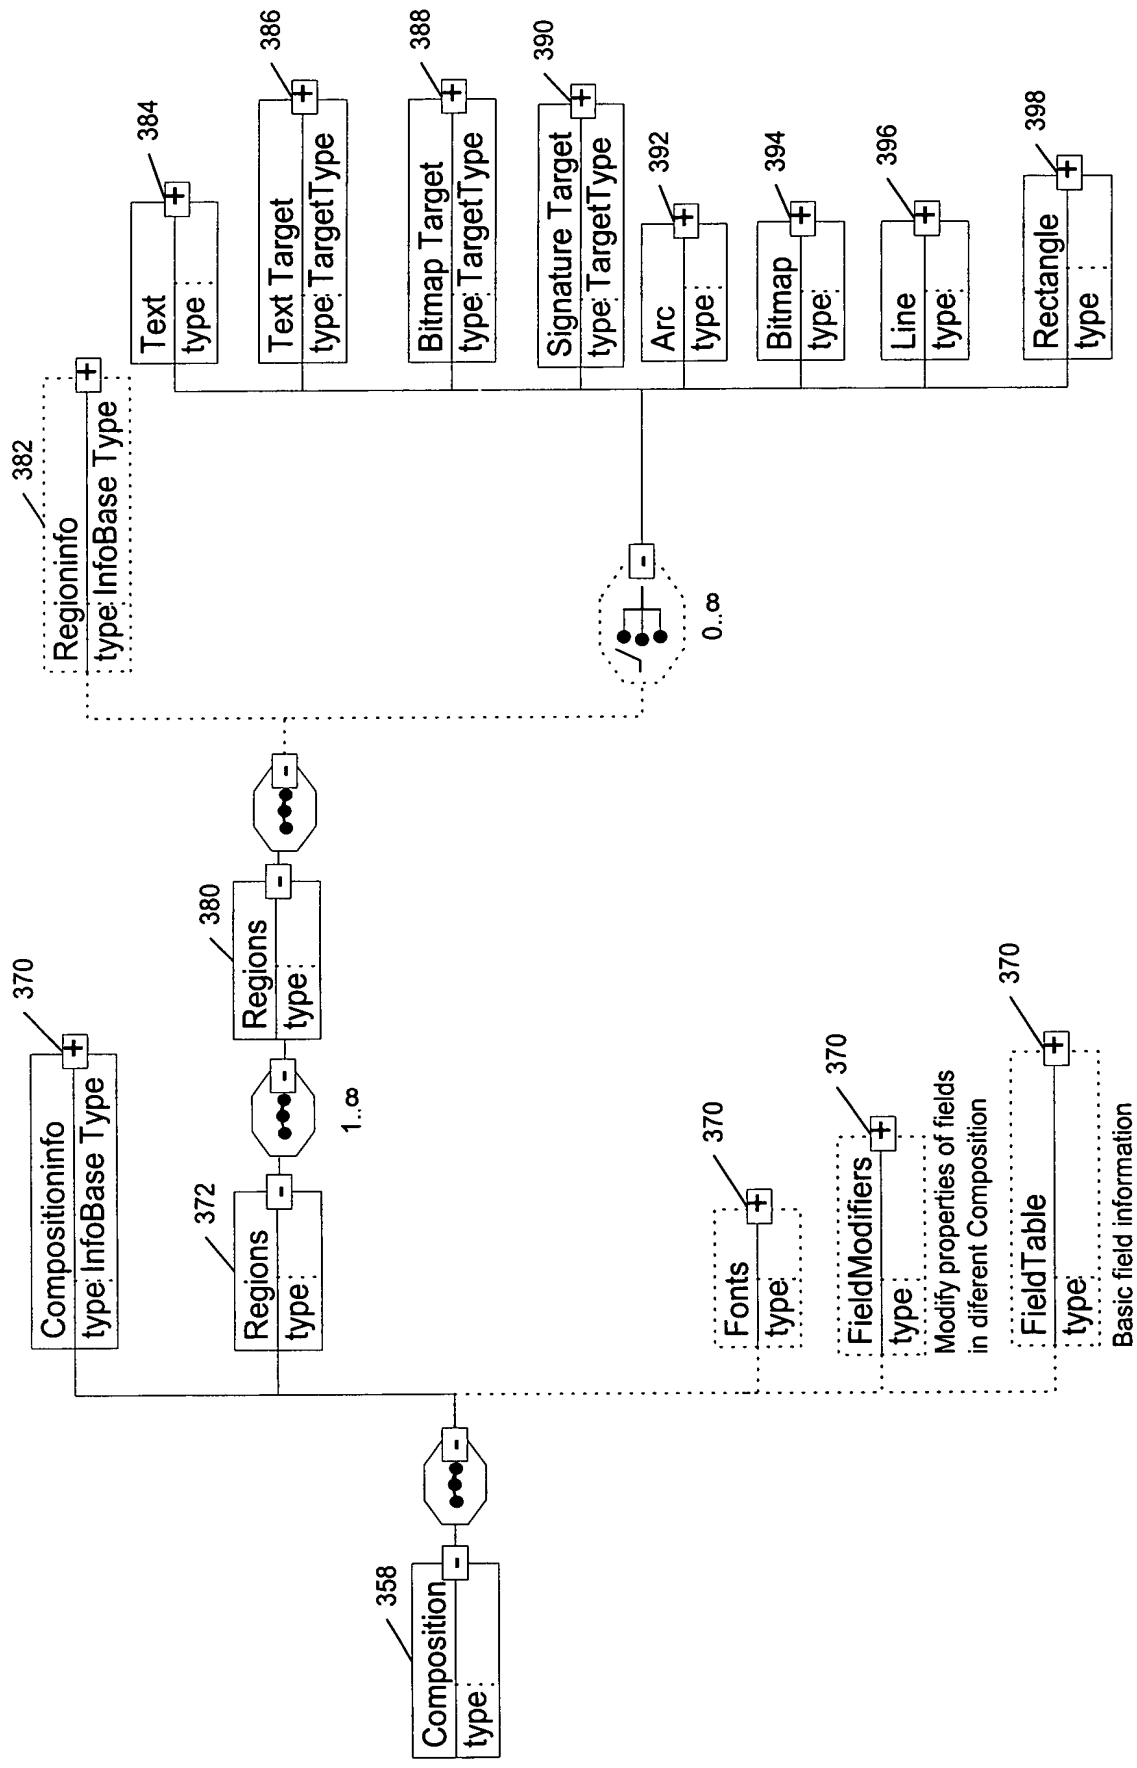 358
Composition
type:
370
Compositioninfo
type: InfoBase Type
372
Regions
type:
1..∞
380
Regions
type:
370
Fonts
type:
370
FieldModifiers
type
Modify properties of fields
in diferent Composition
370
FieldTable
type:
Basic field information
382
Regioninfo
type: InfoBase Type
0..∞
384
Text
type:
386
Text Target
type: TargetType
388
Bitmap Target
type: TargetType
390
Signature Target
type: TargetType
392
Arc
type:
394
Bitmap
type:
396
Line
type:
398
Rectangle
type